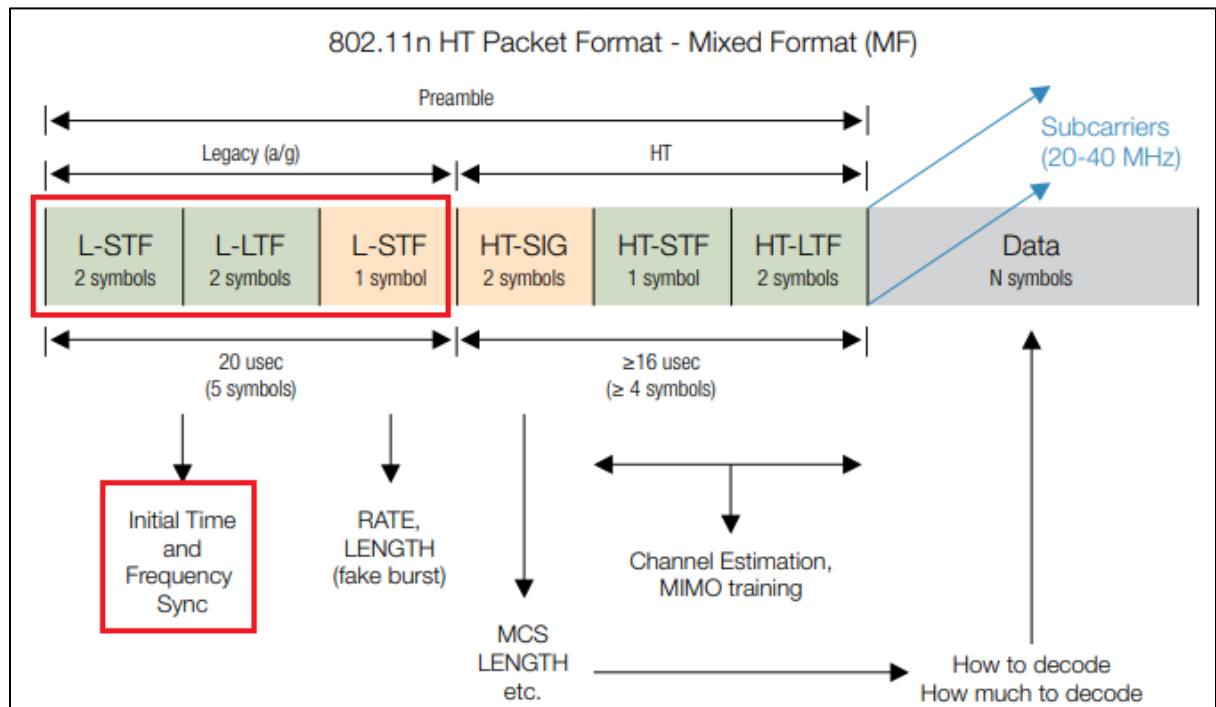 802.11n HT Packet Format - Mixed Format (MF)
Preamble
Subcarriers
(20-40 MHz)
Legacy (a/g)
HT
L-STF
2 symbols
L-LTF
2 symbols
L-STF
1 symbol
HT-SIG
2 symbols
HT-STF
1 symbol
HT-LTF
2 symbols
Data
N symbols
20 usec
(5 symbols)
≥16 usec
(≥ 4 symbols)
Initial Time
and
Frequency
Sync
RATE,
LENGTH
(fake burst)
Channel Estimation,
MIMO training
MCS
LENGTH
etc.
How to decode
How much to decode